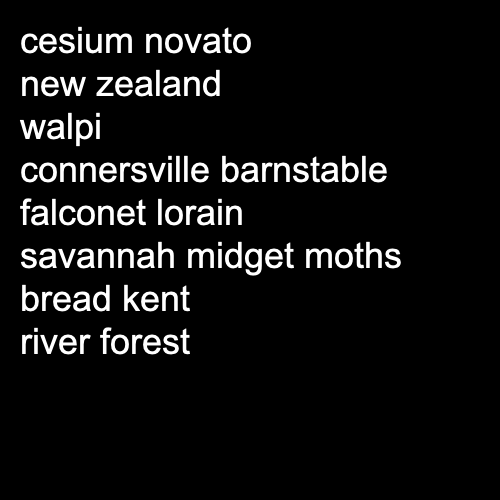 cesium novato
new zealand
walpi
connersville barnstable
falconet lorain
savannah midget moths
bread kent
river forest